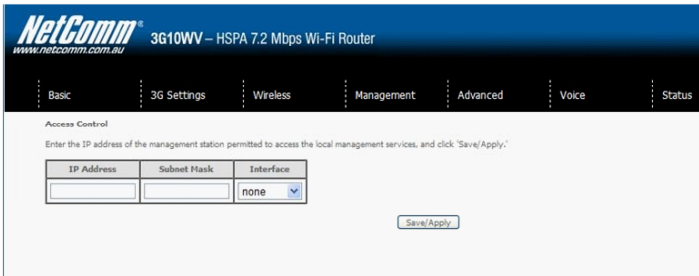 NetComm®
www.netcomm.com.au
3G10WV – HSPA 7.2 Mbps Wi-Fi Router
Basic 3G Settings Wireless Management Advanced Voice Status
Access Control
Enter the IP address of the management station permitted to access the local management services, and click 'Save/Apply.'
IP Address Subnet Mask Interface
none
Save/Apply